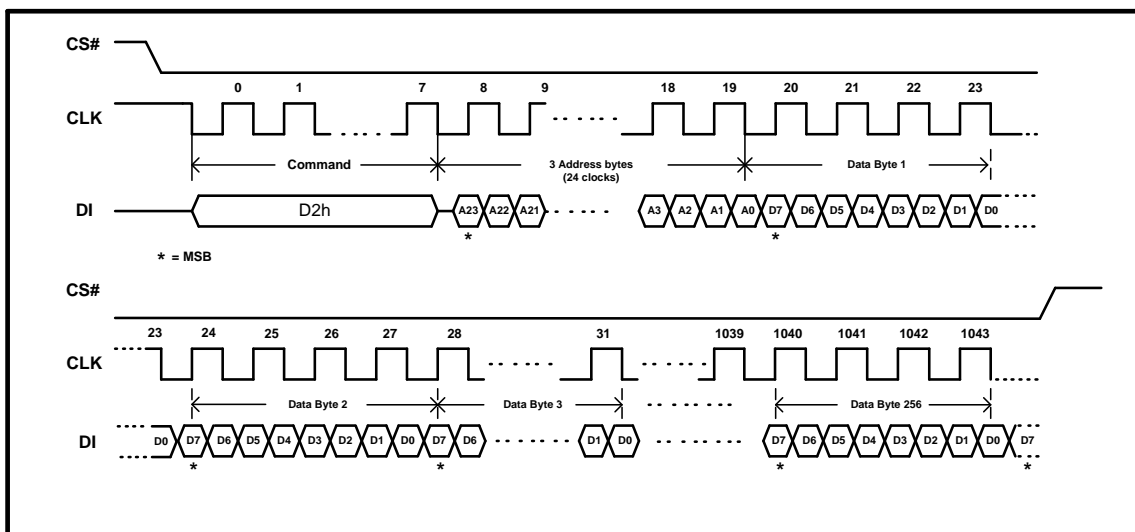 CS#
0 1 7 8 9 18 19 20 21 22 23
CLK
Command
3 Address bytes
(24 clocks)
Data Byte 1
DI
D2h
A23 A22 A21 A3 A2 A1 A0 D7 D6 D5 D4 D3 D2 D1 D0
* *
* = MSB
CS#
23 24 25 26 27 28 31 1039 1040 1041 1042 1043
CLK
Data Byte 2 Data Byte 3 Data Byte 256
DI
D0 D7 D6 D5 D4 D3 D2 D1 D0 D7 D6 D1 D0 D7 D6 D5 D4 D3 D2 D1 D0 D7
* * * *